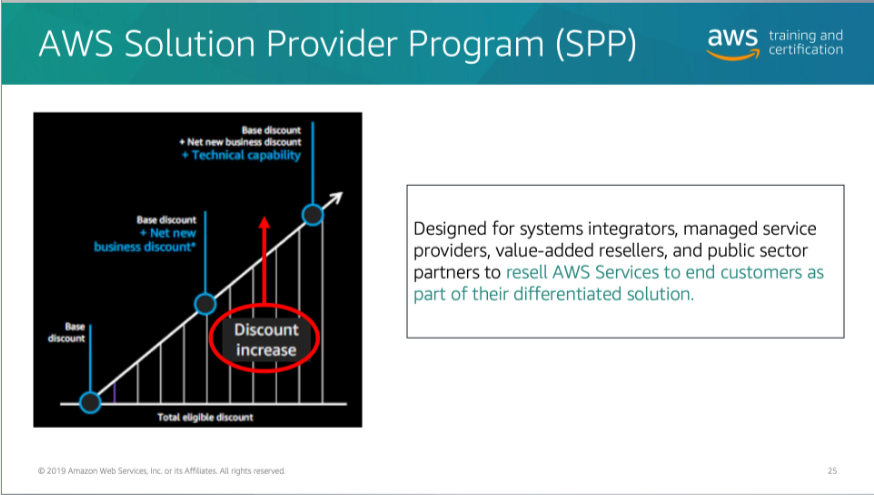 AWS Solution Provider Program (SPP)
aws training and
certification
Base discount
+ Net new business discount
+ Technical capability
Base discount
+ Net new
business discount*
Base
discount
Discount
increase
Total eligible discount
Designed for systems integrators, managed service
providers, value-added resellers, and public sector
partners to resell AWS Services to end customers as
part of their differentiated solution.
© 2019 Amazon Web Services, Inc. or its Affiliates. All rights reserved.
25